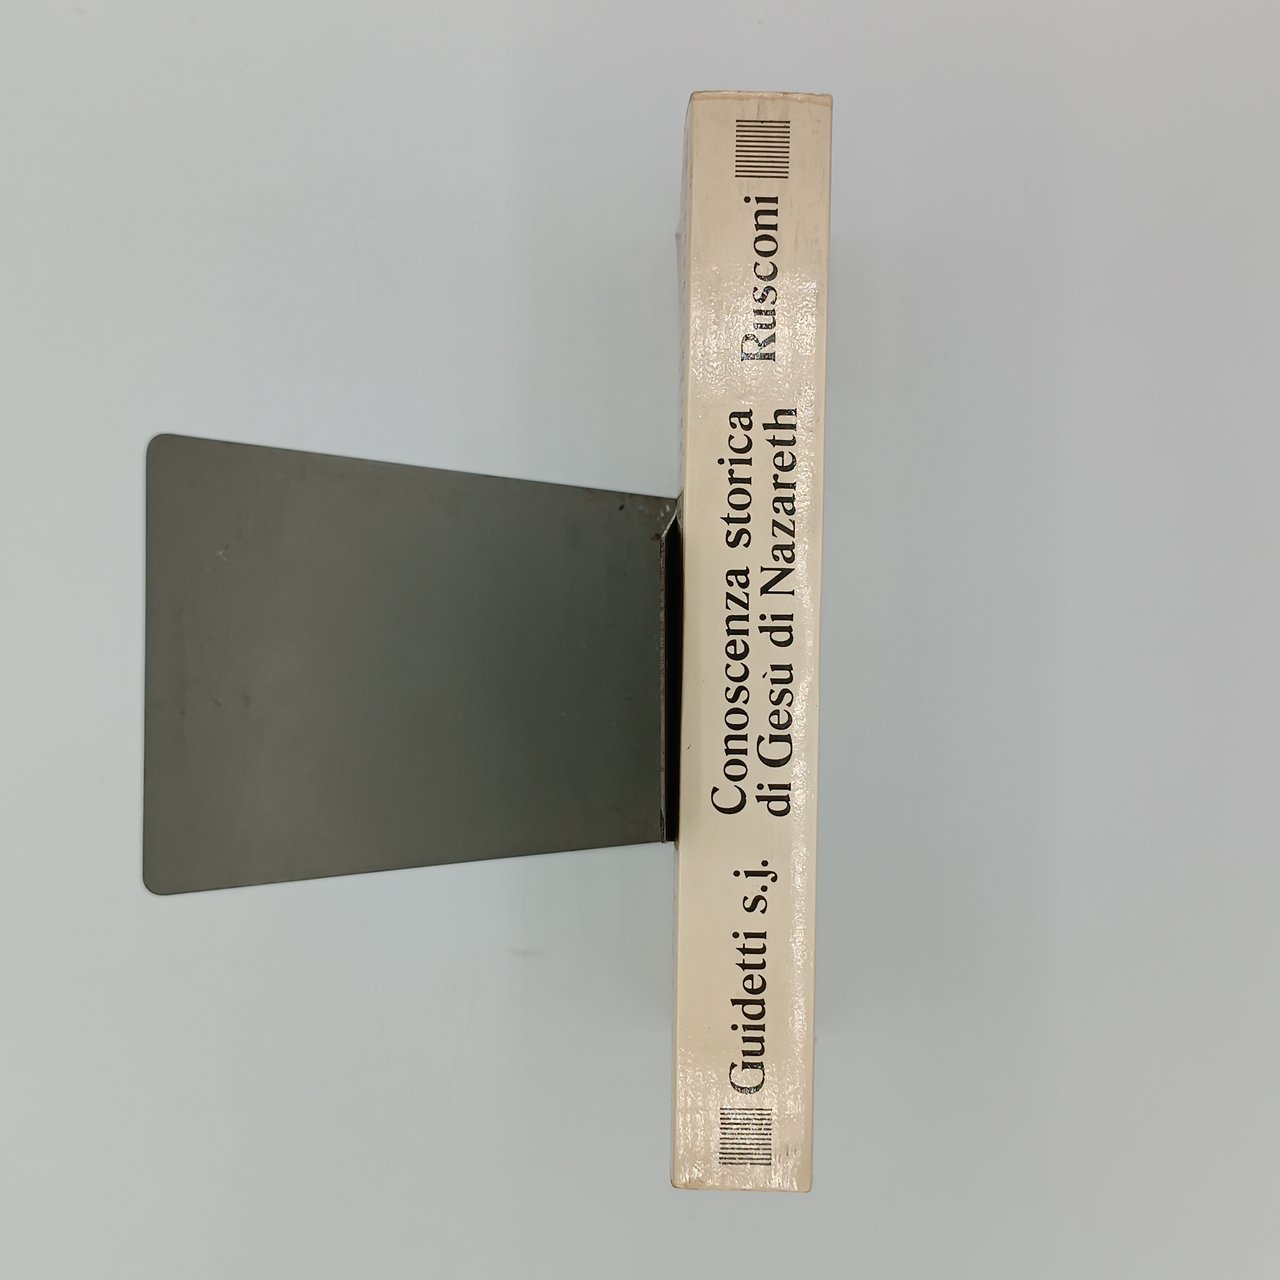 Guidetti s.j.
Conoscenza storica
di Gesù di Nazareth
Rusconi